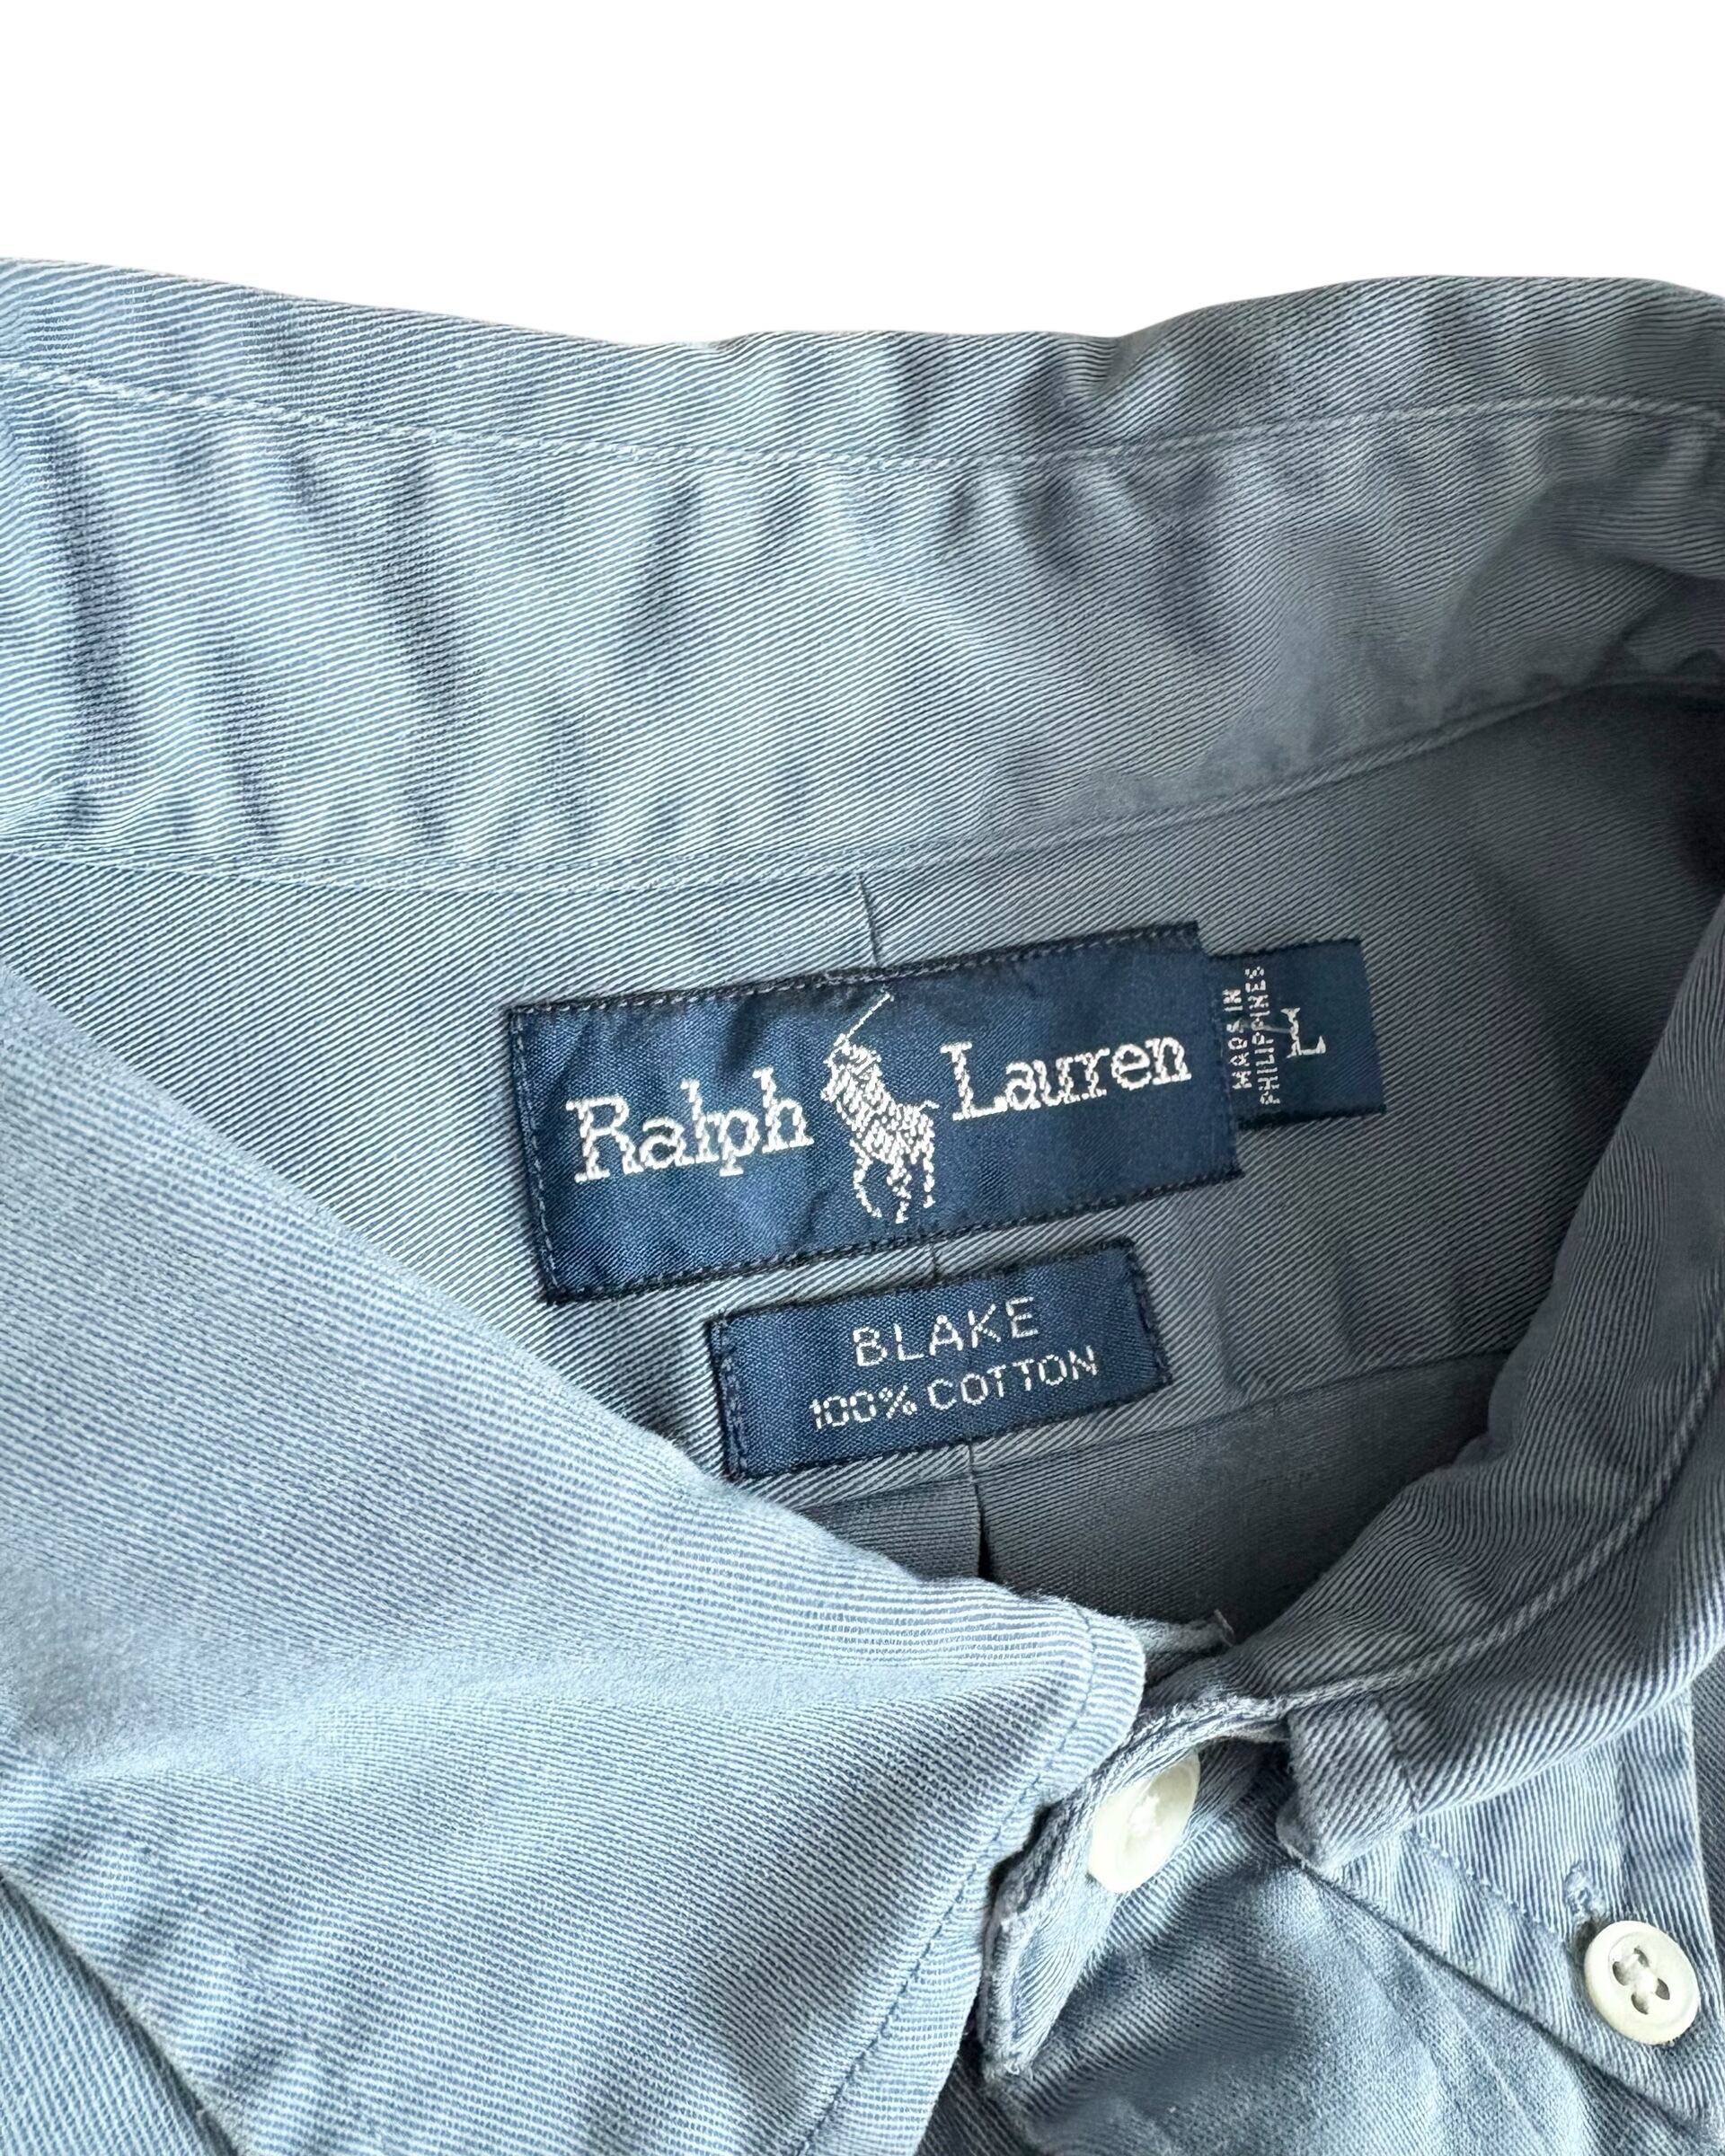 Ralph Lauren
MADE IN
PHILIPPINES
L
BLAKE
100% COTTON